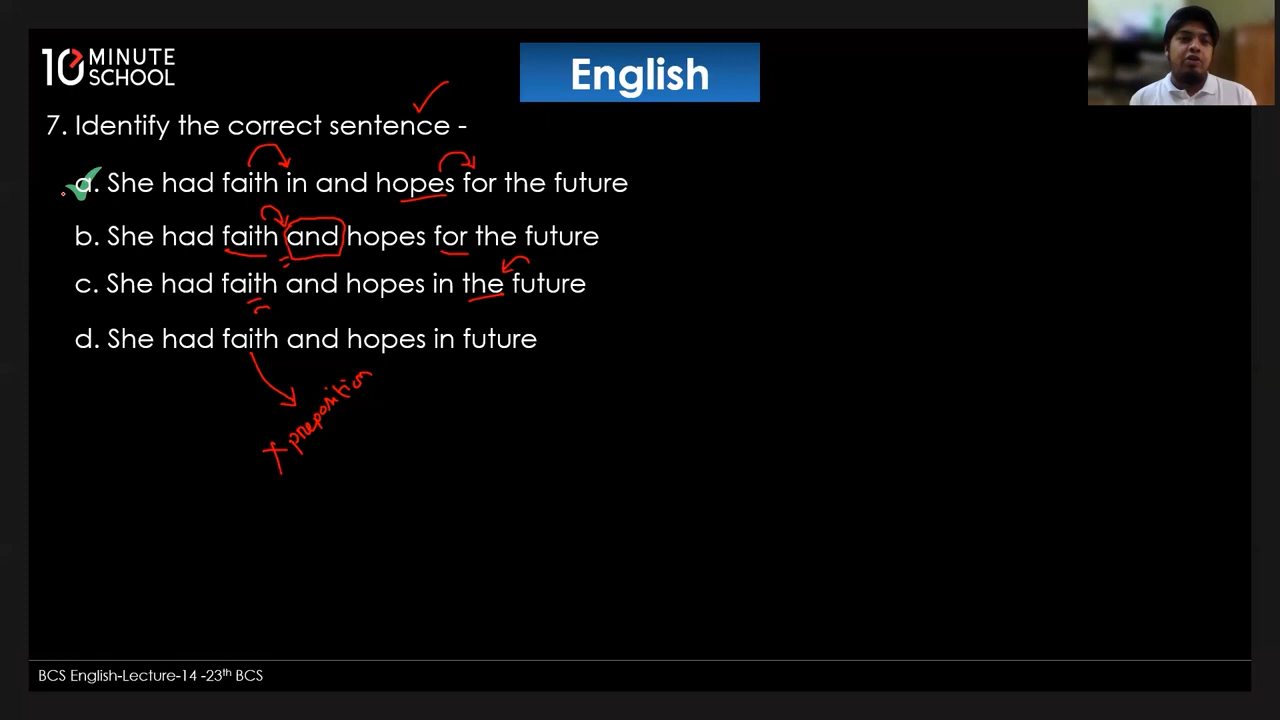 10 MINUTE
SCHOOL
English
7. Identify the correct sentence -
a. She had faith in and hopes for the future
b. She had faith and hopes for the future
c. She had faith and hopes in the future
d. She had faith and hopes in future
X preposition
BCS English-Lecture-14 -23th BCS